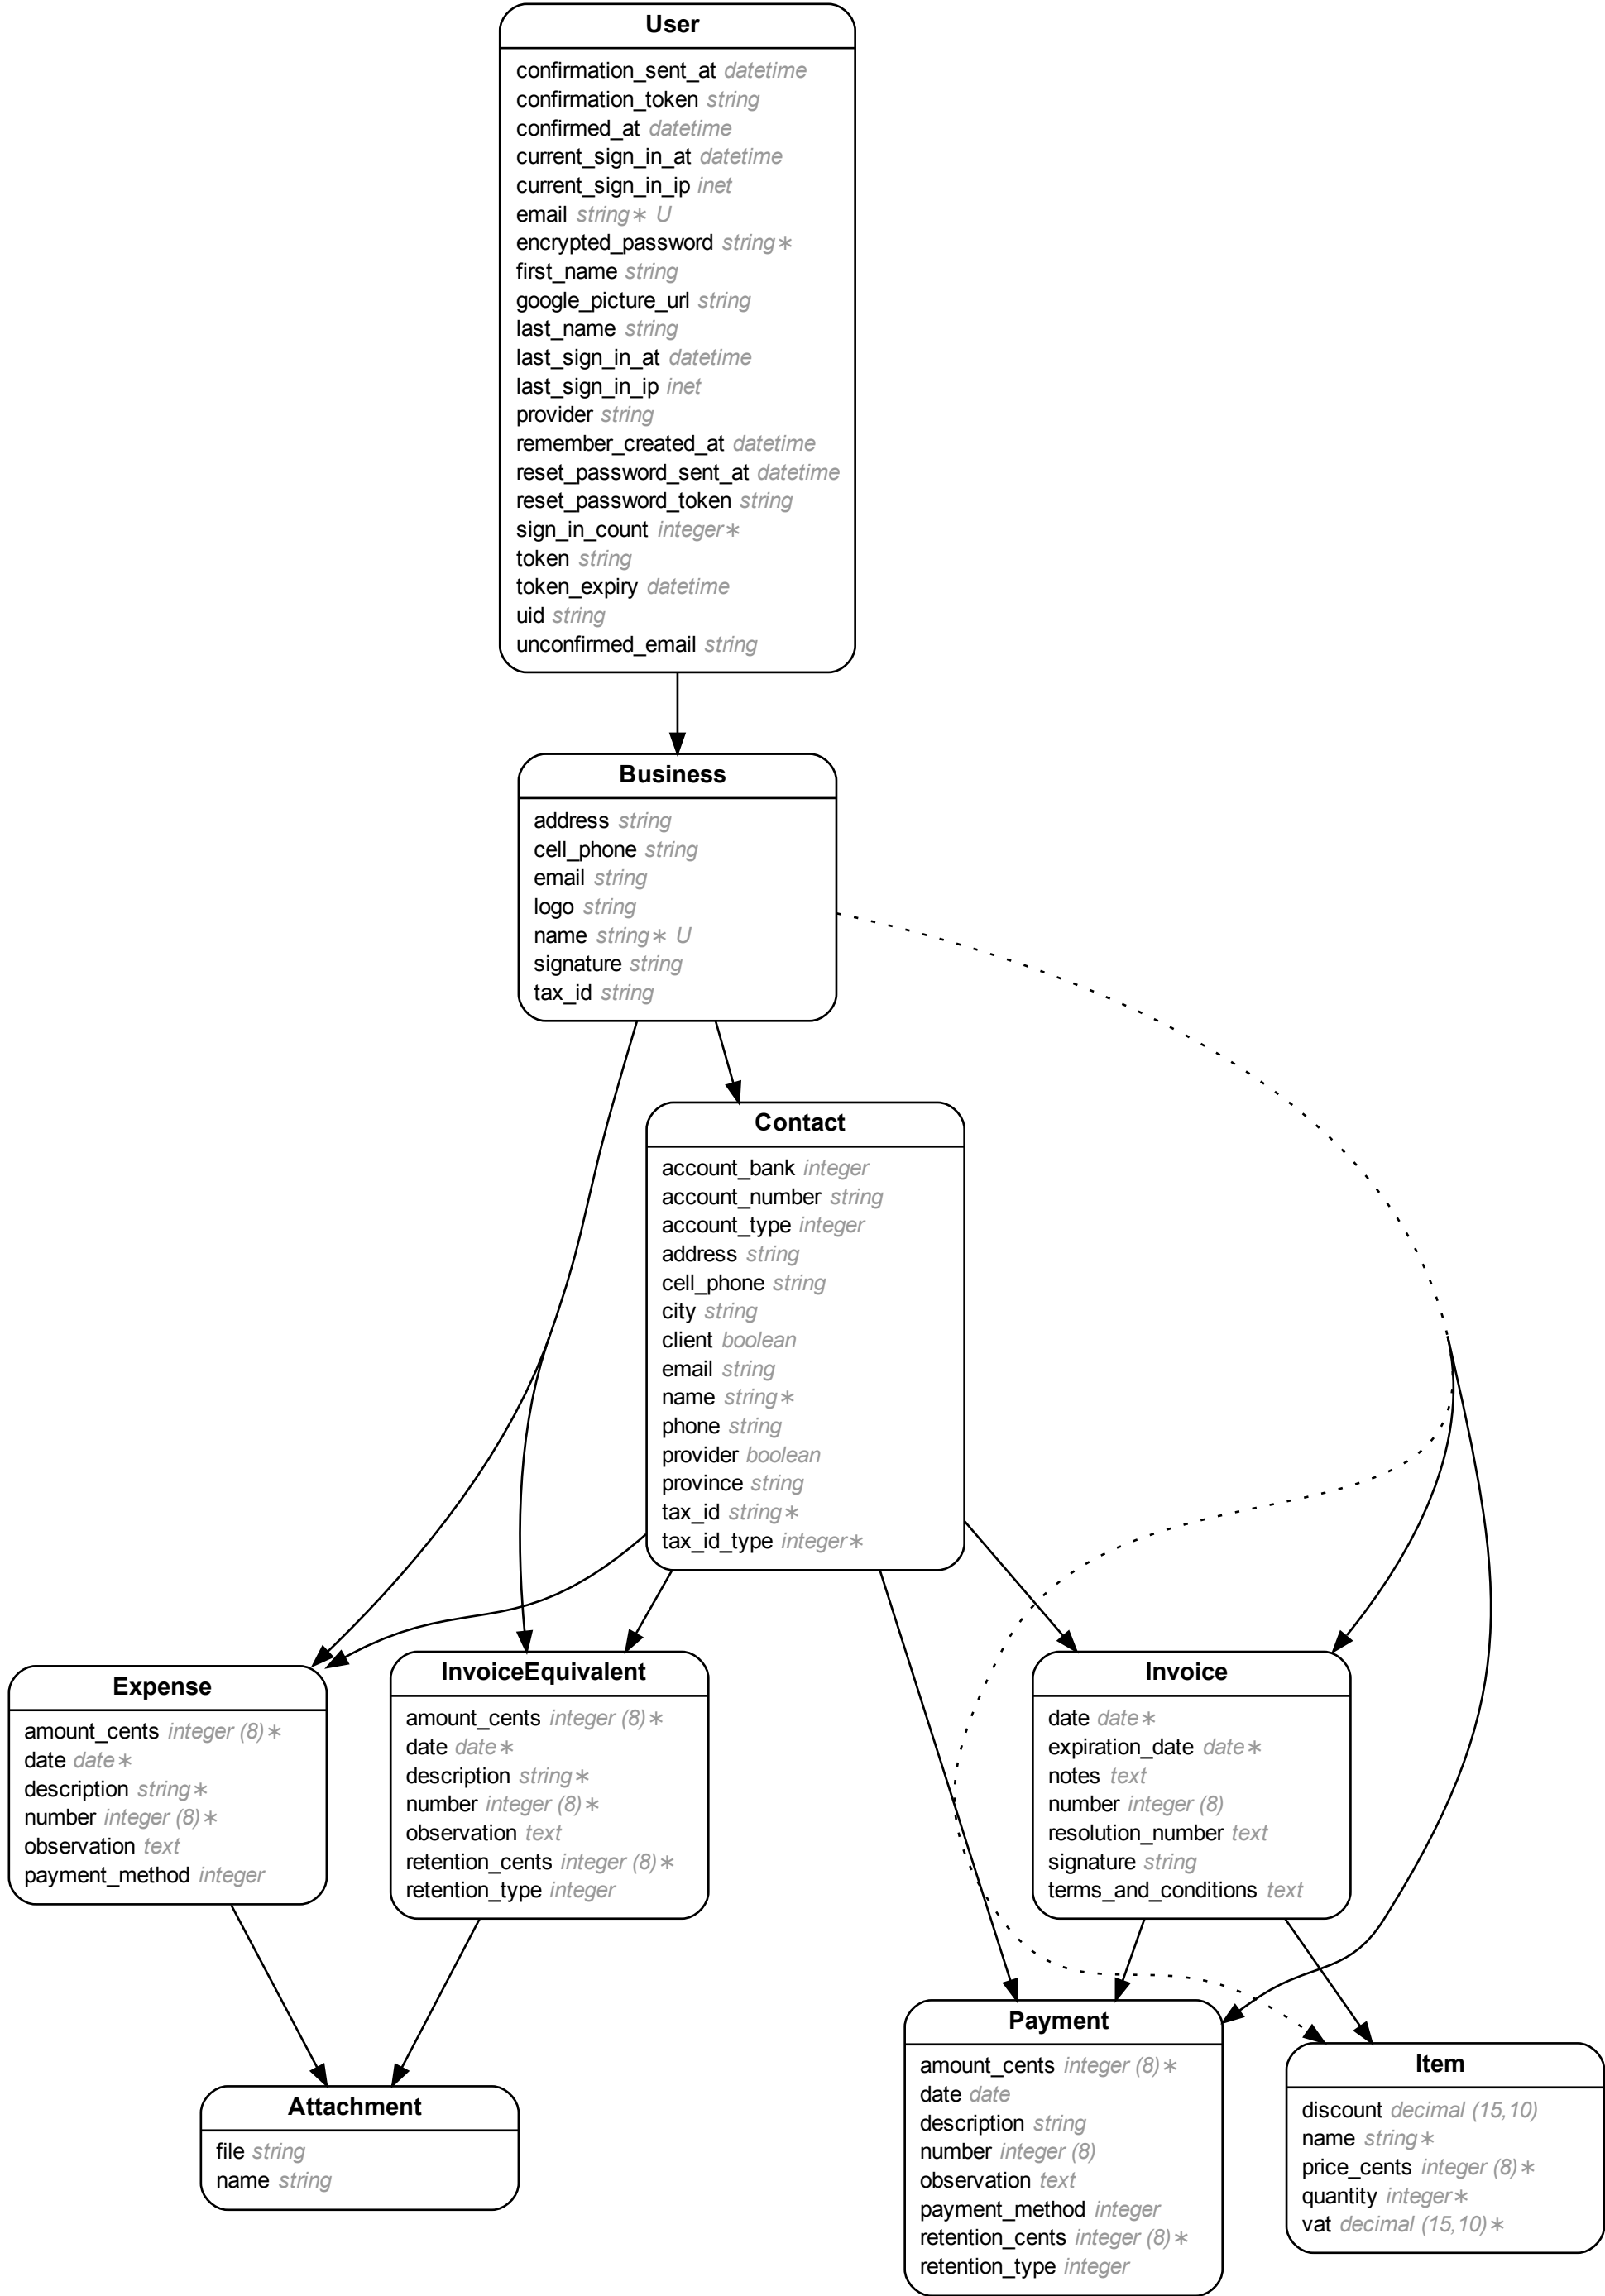 User
confirmation_sent_at datetime
confirmation_token string
confirmed_at datetime
current_sign_in_at datetime
current_sign_in_ip inet
email string∗ U
encrypted_password string∗
first_name string
google_picture_url string
last_name string
last_sign_in_at datetime
last_sign_in_ip inet
provider string
remember_created_at datetime
reset_password_sent_at datetime
reset_password_token string
sign_in_count integer∗
token string
token_expiry datetime
uid string
unconfirmed_email string
Business
address string
cell_phone string
email string
logo string
name string∗ U
signature string
tax_id string
Contact
account_bank integer
account_number string
account_type integer
address string
cell_phone string
city string
client boolean
email string
name string∗
phone string
provider boolean
province string
tax_id string∗
tax_id_type integer∗
Expense
amount_cents integer (8)∗
date date∗
description string∗
number integer (8)∗
observation text
payment_method integer
InvoiceEquivalent
amount_cents integer (8)∗
date date∗
description string∗
number integer (8)∗
observation text
retention_cents integer (8)∗
retention_type integer
Invoice
date date∗
expiration_date date∗
notes text
number integer (8)
resolution_number text
signature string
terms_and_conditions text
Attachment
file string
name string
Payment
amount_cents integer (8)∗
date date
description string
number integer (8)
observation text
payment_method integer
retention_cents integer (8)∗
retention_type integer
Item
discount decimal (15,10)
name string∗
price_cents integer (8)∗
quantity integer∗
vat decimal (15,10)∗